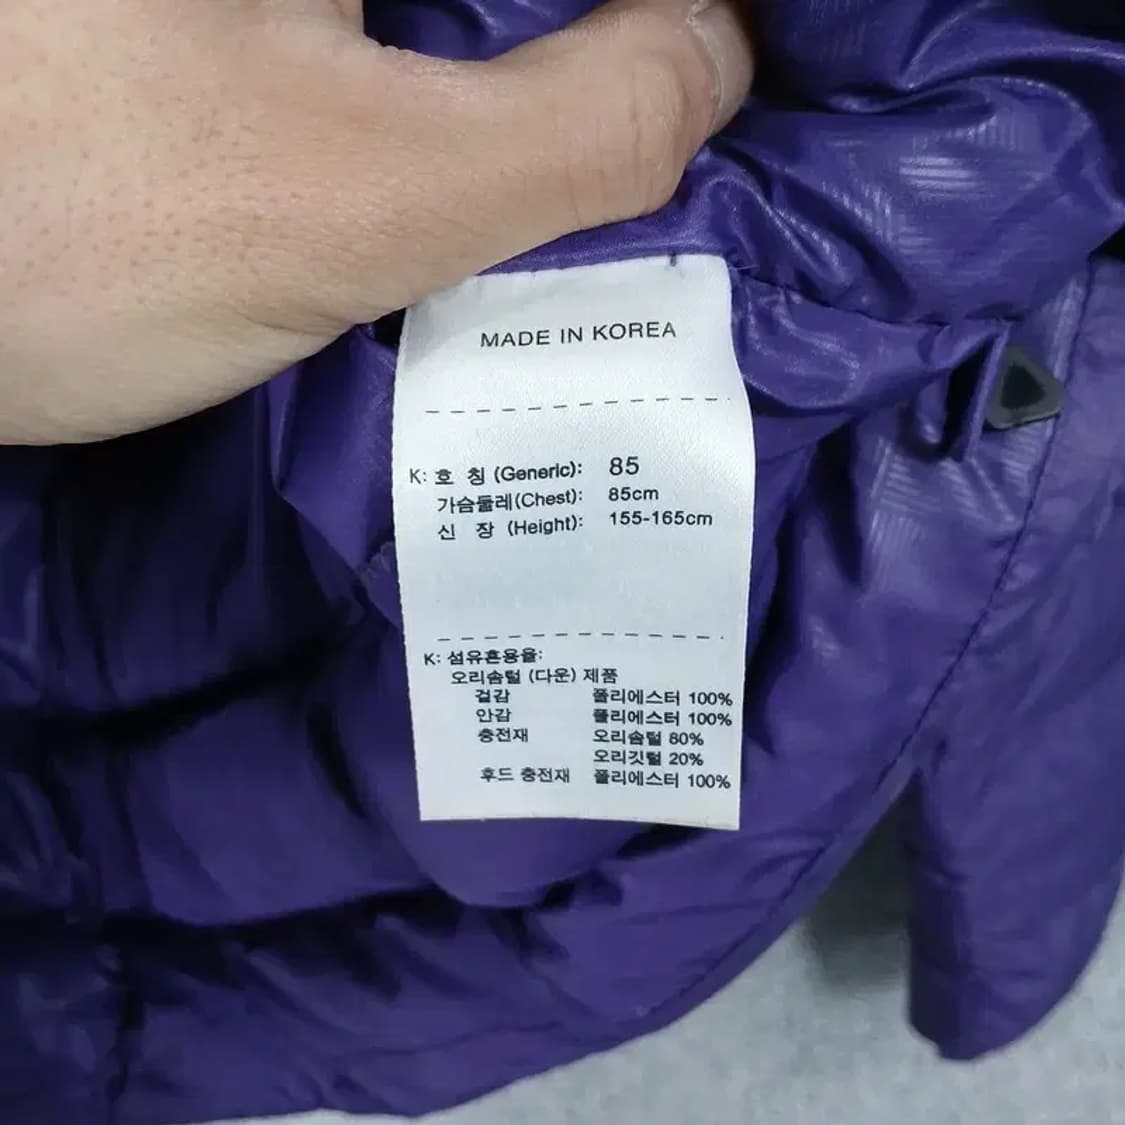 MADE IN KOREA
K: 호 칭 (Generic): 85
가슴둘레(Chest): 85cm
신 장 (Height): 155-165cm
K: 섬유혼용율:
오리솜털 (다운) 제품
겉감 폴리에스터 100%
안감 폴리에스터 100%
충전재 오리솜털 80%
오리깃털 20%
후드 충전재 폴리에스터 100%